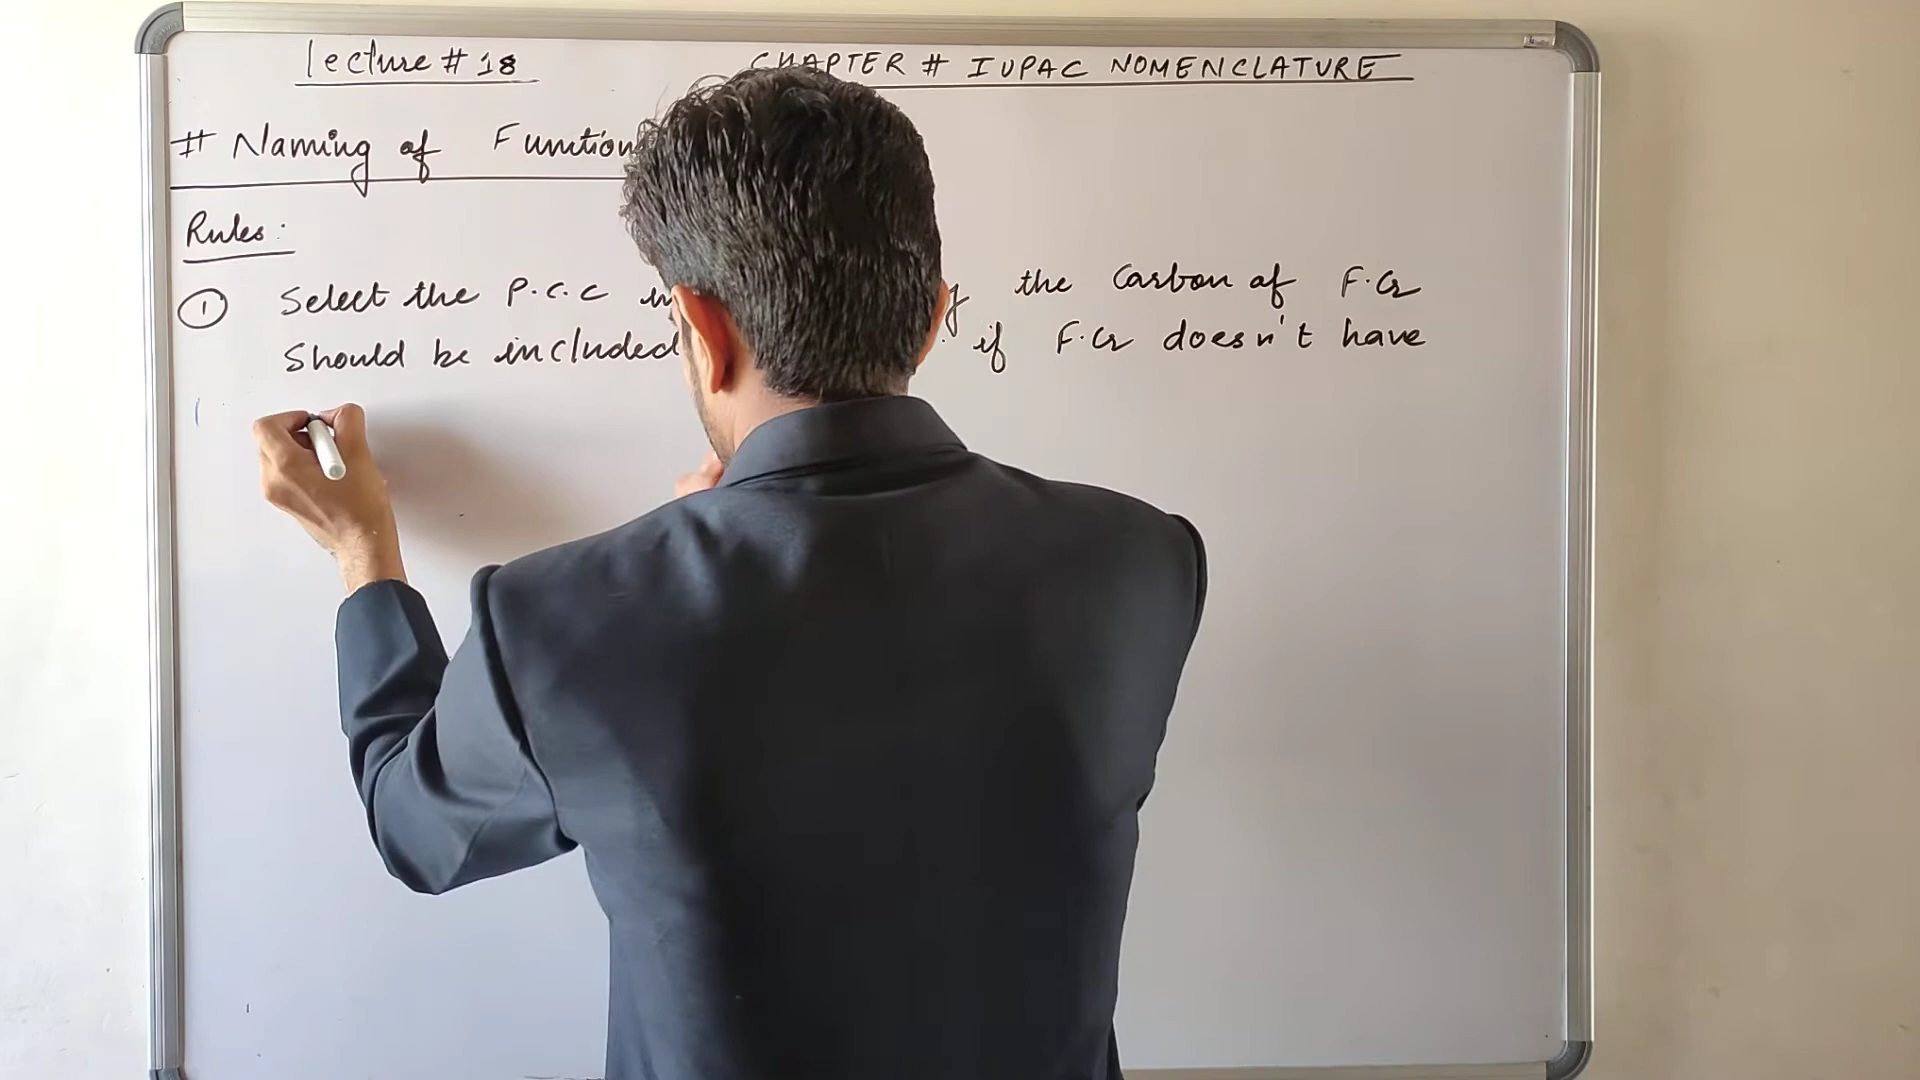 Lecture # 18
CHAPTER # IUPAC NOMENCLATURE
# Naming of Function
Rules:
① Select the P.C.C the Carbon of F.G
Should be included if F.G doesn't have